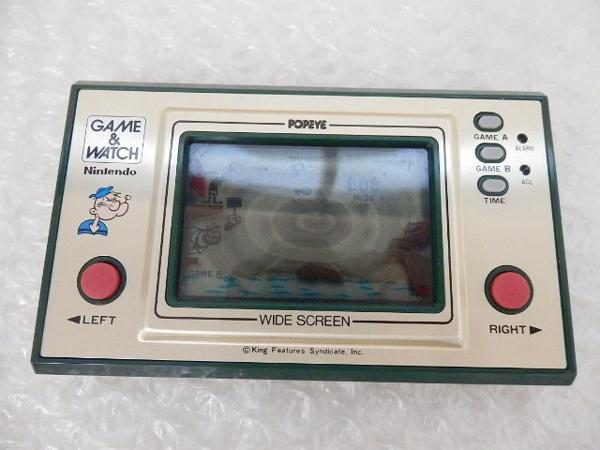 GAME
&
WATCH
Nintendo
POPEYE
GAME A
ALARM
GAME B
ACL
TIME
MISS
GAME A
LEFT
RIGHT
WIDE SCREEN
©King Features Syndicate, Inc.